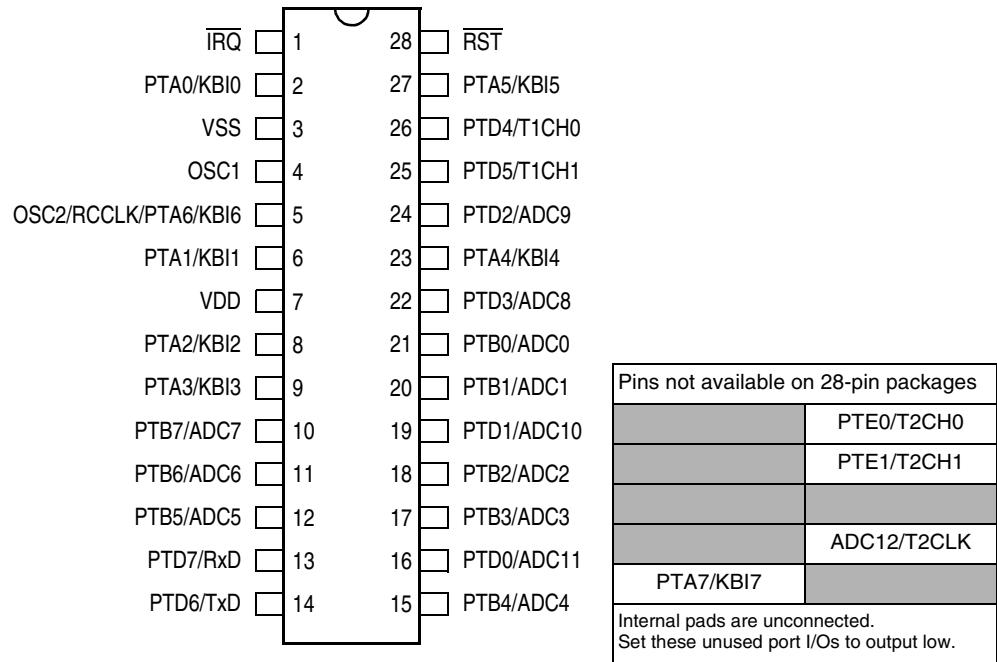 IRQ 1 28 RST
PTA0/KBI0 2 27 PTA5/KBI5
VSS 3 26 PTD4/T1CH0
OSC1 4 25 PTD5/T1CH1
OSC2/RCCLK/PTA6/KBI6 5 24 PTD2/ADC9
PTA1/KBI1 6 23 PTA4/KBI4
VDD 7 22 PTD3/ADC8
PTA2/KBI2 8 21 PTB0/ADC0
PTA3/KBI3 9 20 PTB1/ADC1
PTB7/ADC7 10 19 PTD1/ADC10
PTB6/ADC6 11 18 PTB2/ADC2
PTB5/ADC5 12 17 PTB3/ADC3
PTD7/RxD 13 16 PTD0/ADC11
PTD6/TxD 14 15 PTB4/ADC4
Pins not available on 28-pin packages
PTE0/T2CH0
PTE1/T2CH1
ADC12/T2CLK
PTA7/KBI7
Internal pads are unconnected.
Set these unused port I/Os to output low.